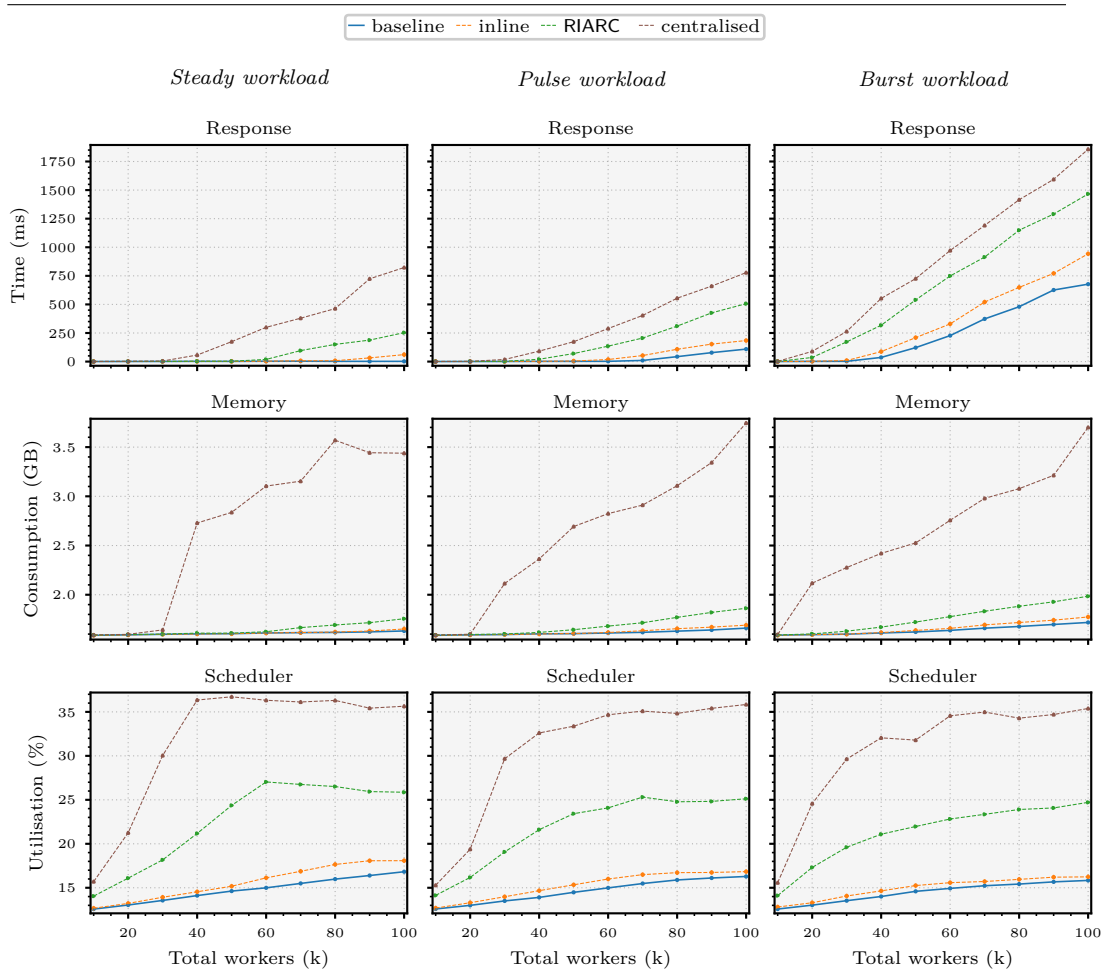 baseline inline RIARC centralised
Steady workload Pulse workload Burst workload
Response Response Response
Time (ms)
1750
1500
1250
1000
750
500
250
0
Memory Memory Memory
Consumption (GB)
3.5
3.0
2.5
2.0
Scheduler Scheduler Scheduler
Utilisation (%)
35
30
25
20
15
20 40 60 80 100 20 40 60 80 100 20 40 60 80 100
Total workers (k) Total workers (k) Total workers (k)